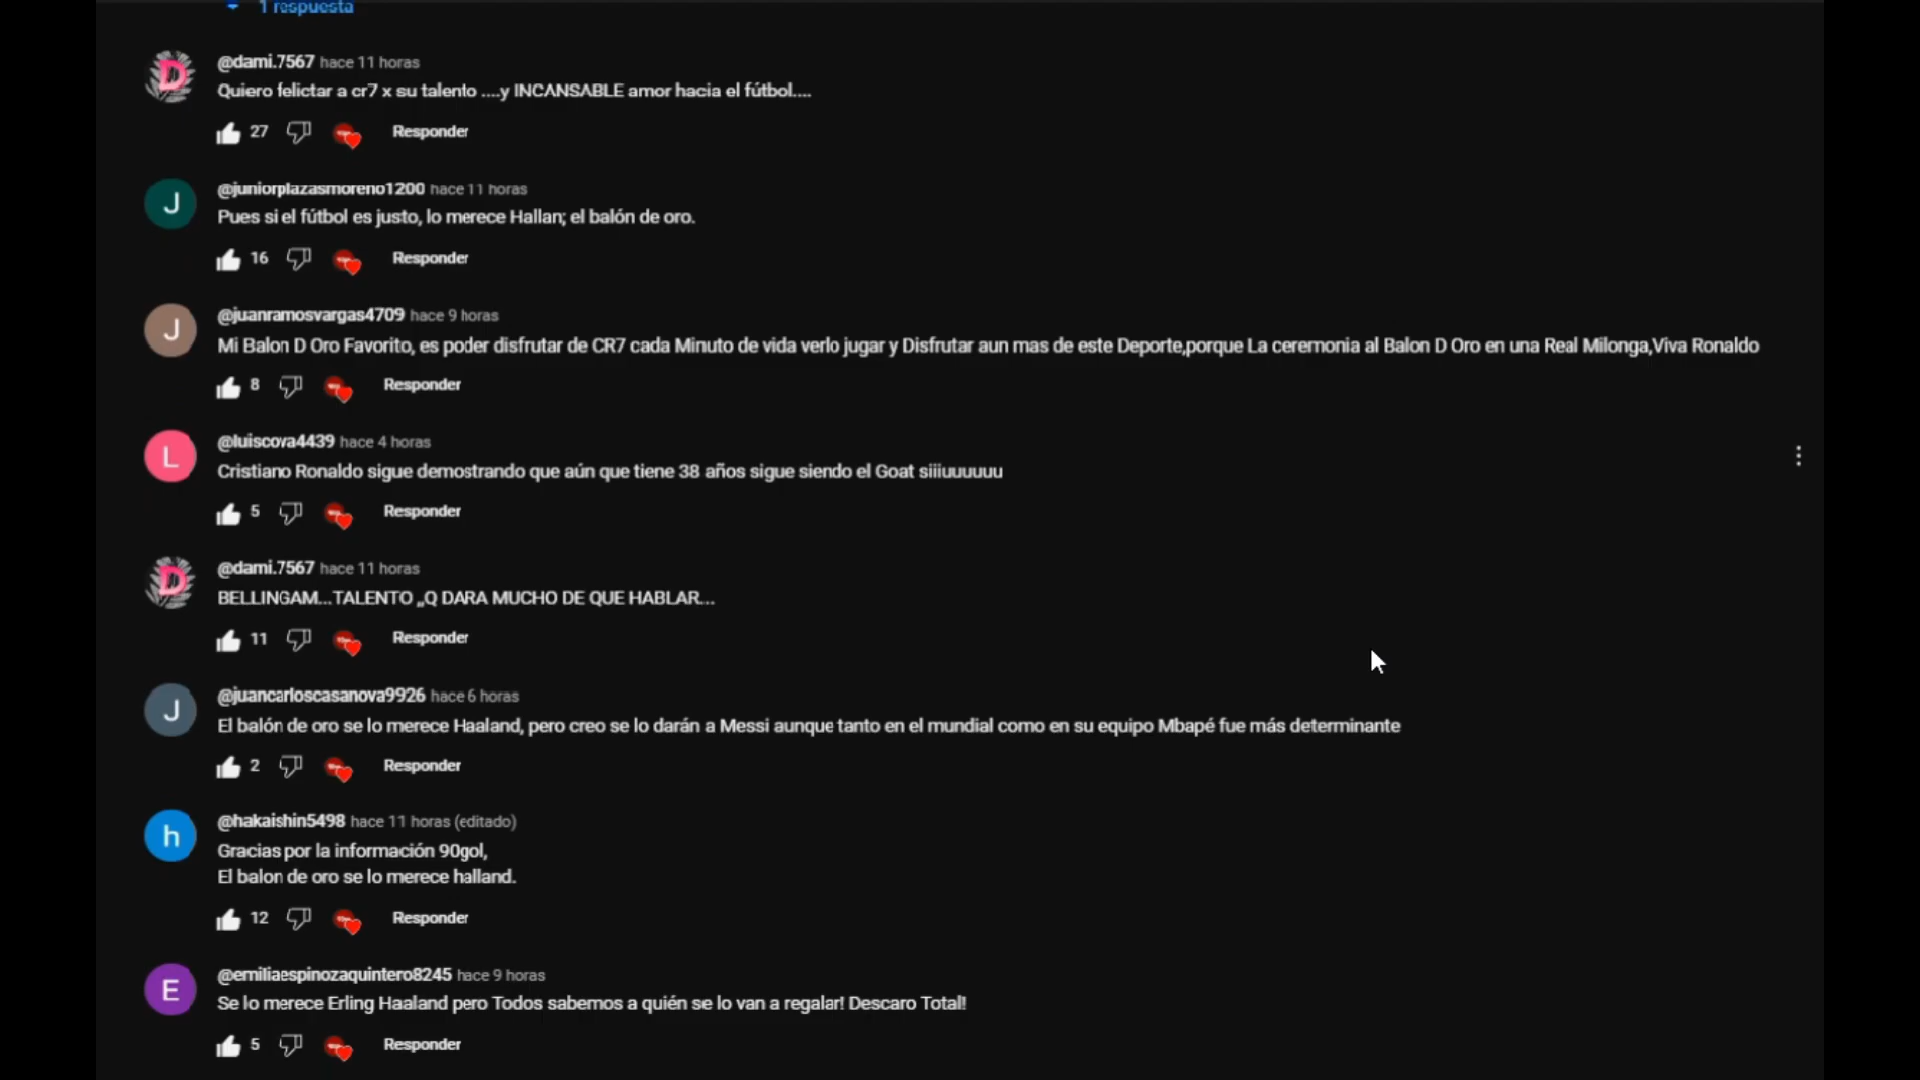 1 respuesta
@dami.7567 hace 11 horas
Quiero felictar a cr7 x su talento ....y INCANSABLE amor hacia el fútbol....
27 Responder
@juniorplazasmoreno1200 hace 11 horas
Pues si el fútbol es justo, lo merece Hallan; el balón de oro.
16 Responder
@juanramosvargas4709 hace 9 horas
Mi Balon D Oro Favorito, es poder disfrutar de CR7 cada Minuto de vida verlo jugar y Disfrutar aun mas de este Deporte,porque La ceremonia al Balon D Oro en una Real Milonga,Viva Ronaldo
8 Responder
@luiscova4439 hace 4 horas
Cristiano Ronaldo sigue demostrando que aún que tiene 38 años sigue siendo el Goat siiiuuuuuu
5 Responder
@dami.7567 hace 11 horas
BELLINGAM...TALENTO ,,Q DARA MUCHO DE QUE HABLAR...
11 Responder
@juancarloscasanova9926 hace 6 horas
El balón de oro se lo merece Haaland, pero creo se lo darán a Messi aunque tanto en el mundial como en su equipo Mbapé fue más determinante
2 Responder
@hakaishin5498 hace 11 horas (editado)
Gracias por la información 90gol,
El balon de oro se lo merece halland.
12 Responder
@emiliaespinozaquintero8245 hace 9 horas
Se lo merece Erling Haaland pero Todos sabemos a quién se lo van a regalar! Descaro Total!
5 Responder